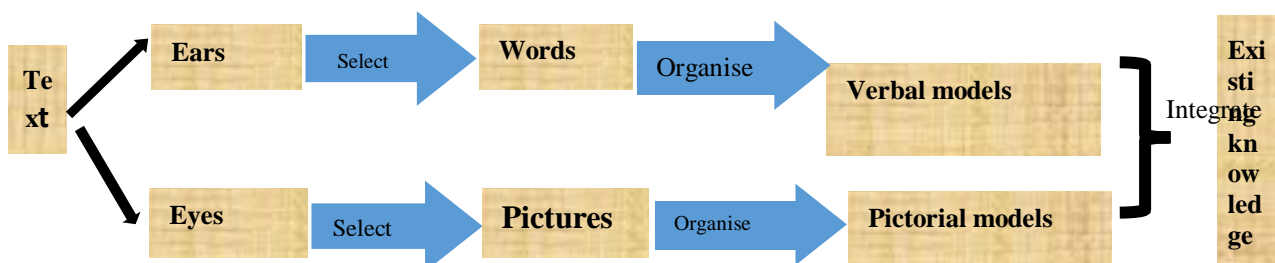 Te
xt
Ears
Select
Words
Organise
Verbal models
Eyes
Select
Pictures
Organise
Pictorial models
Integrate
Exi
sti
ng
kn
ow
led
ge